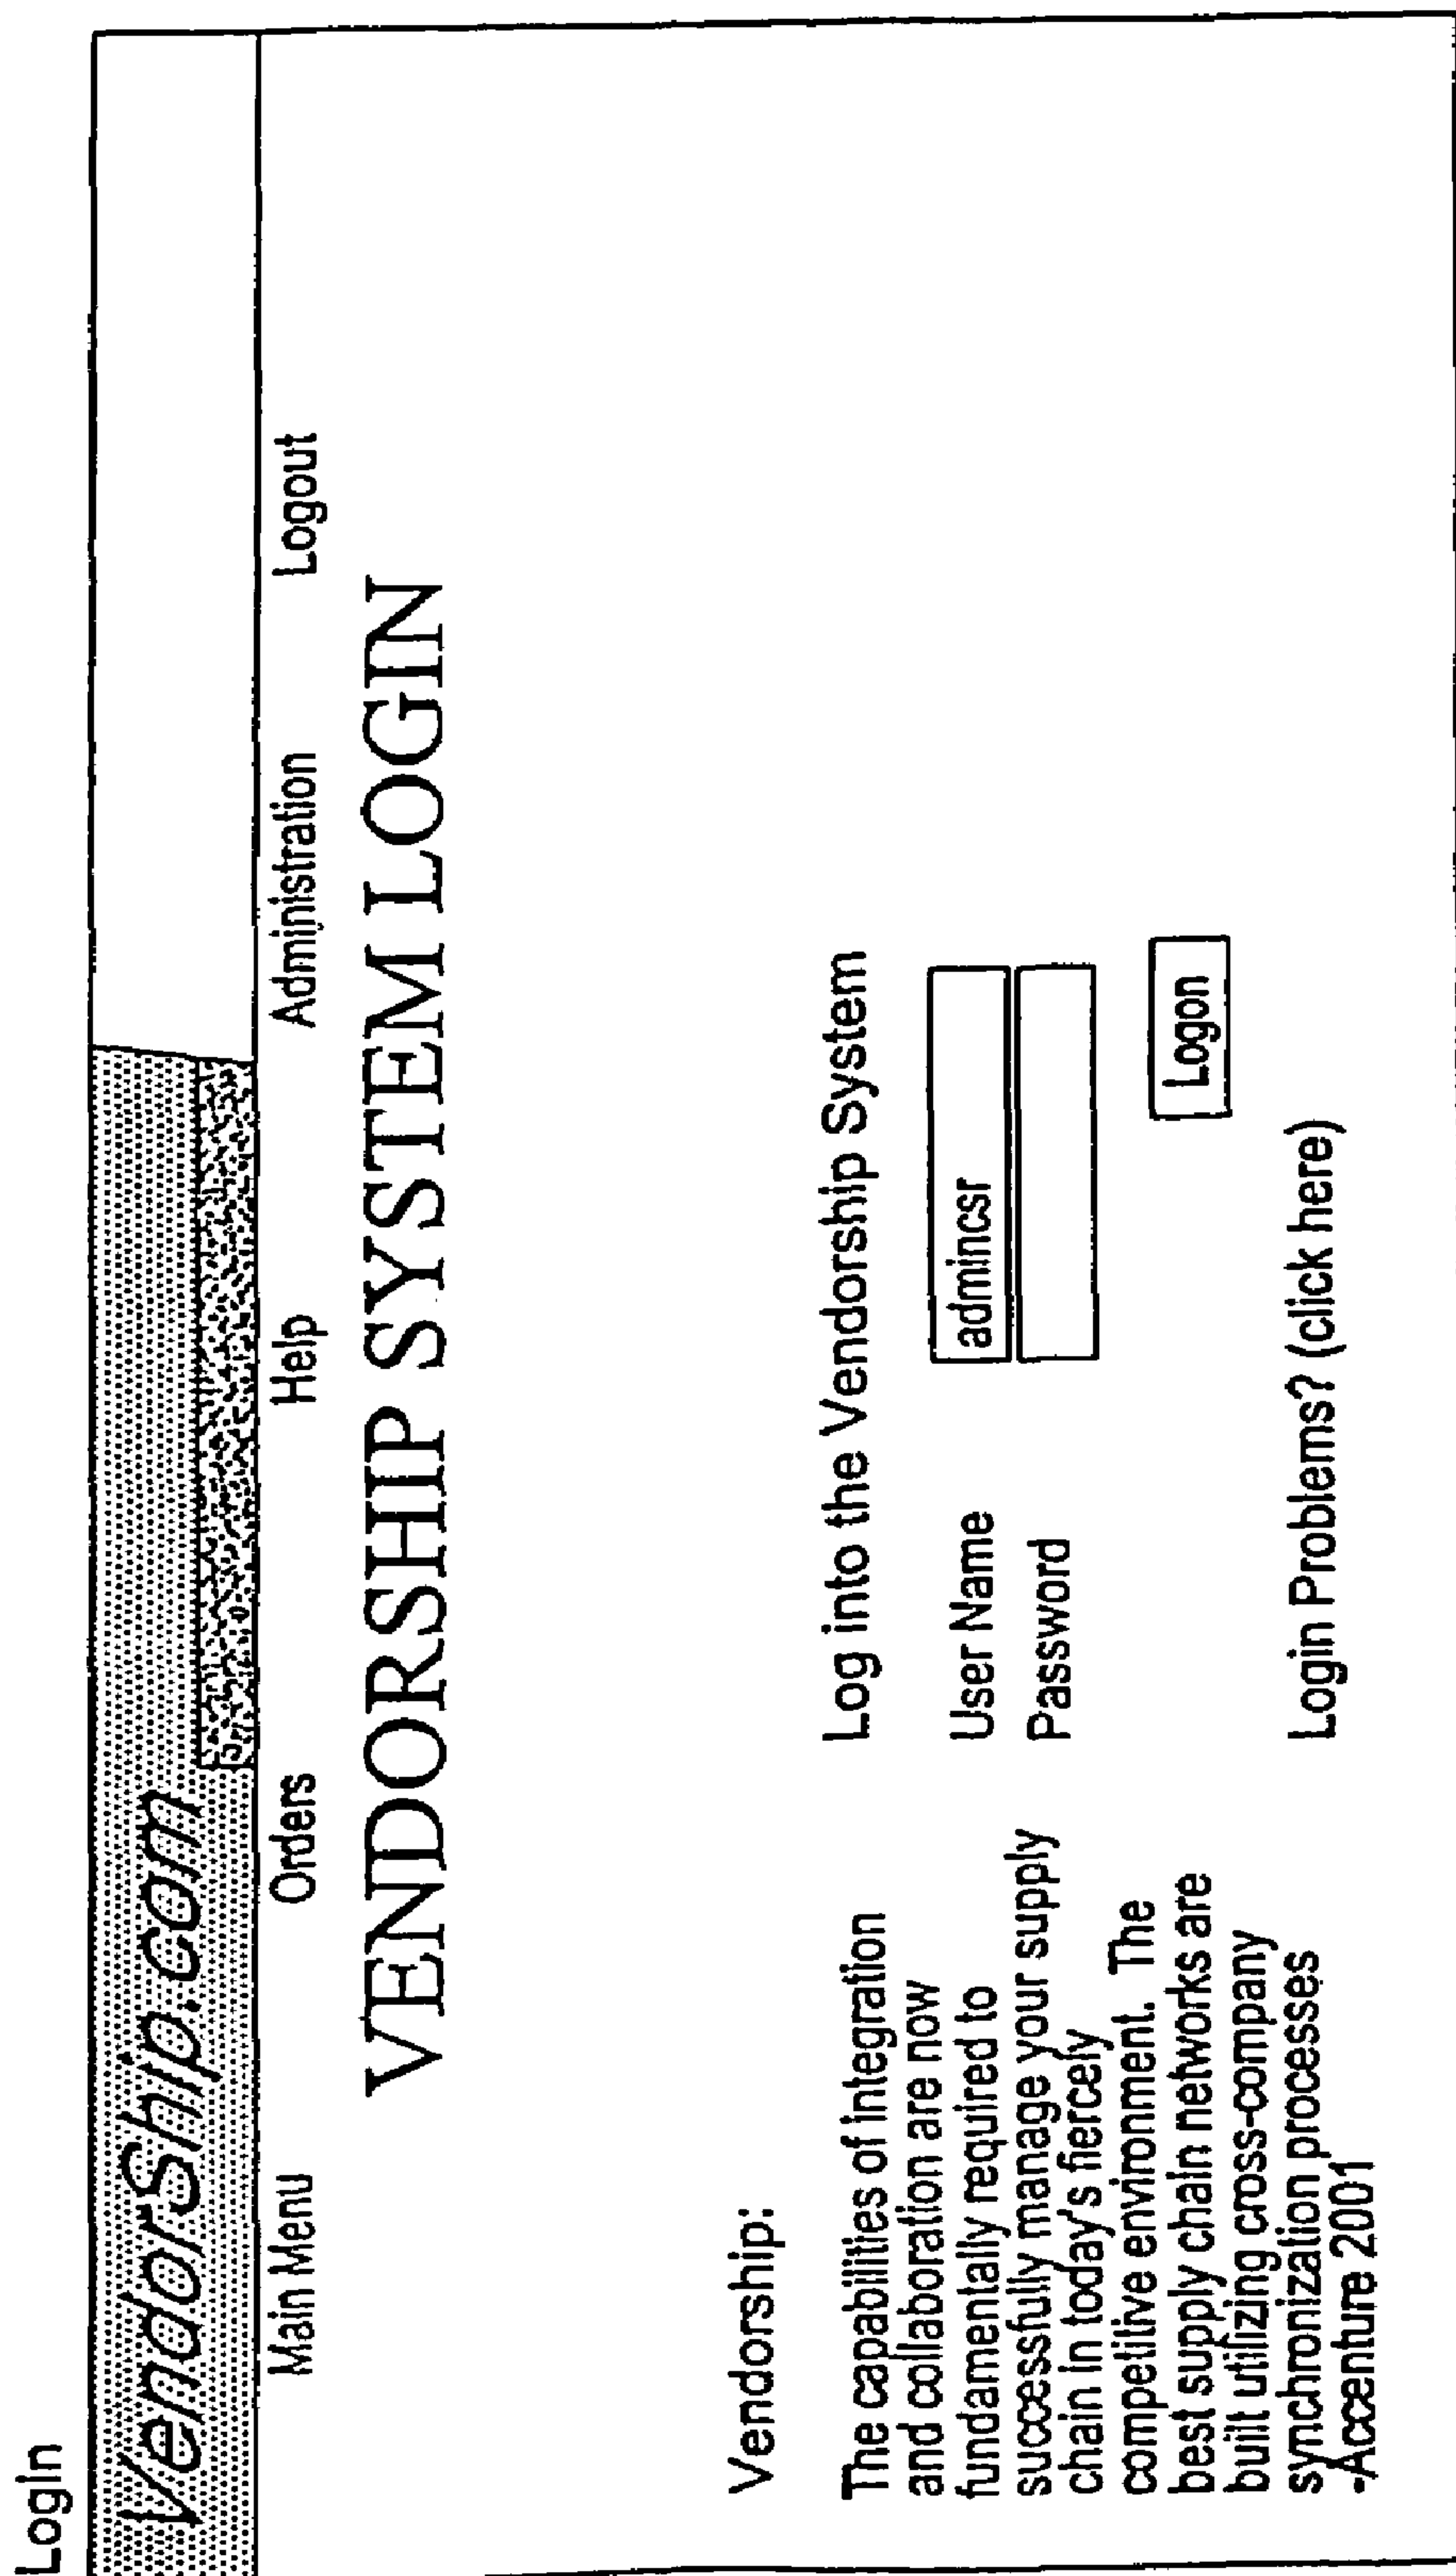 Login
VendorShip.com
Main Menu Orders Help Administration Logout
VENDORSHIP SYSTEM LOGIN
Vendorship:
The capabilities of integration
and collaboration are now
fundamentally required to
successfully manage your supply
chain in today's fiercely
competitive environment. The
best supply chain networks are
built utilizing cross-company
synchronization processes
-Accenture 2001
Log into the Vendorship System
User Name admincsr
Password
Logon
Login Problems? (click here)